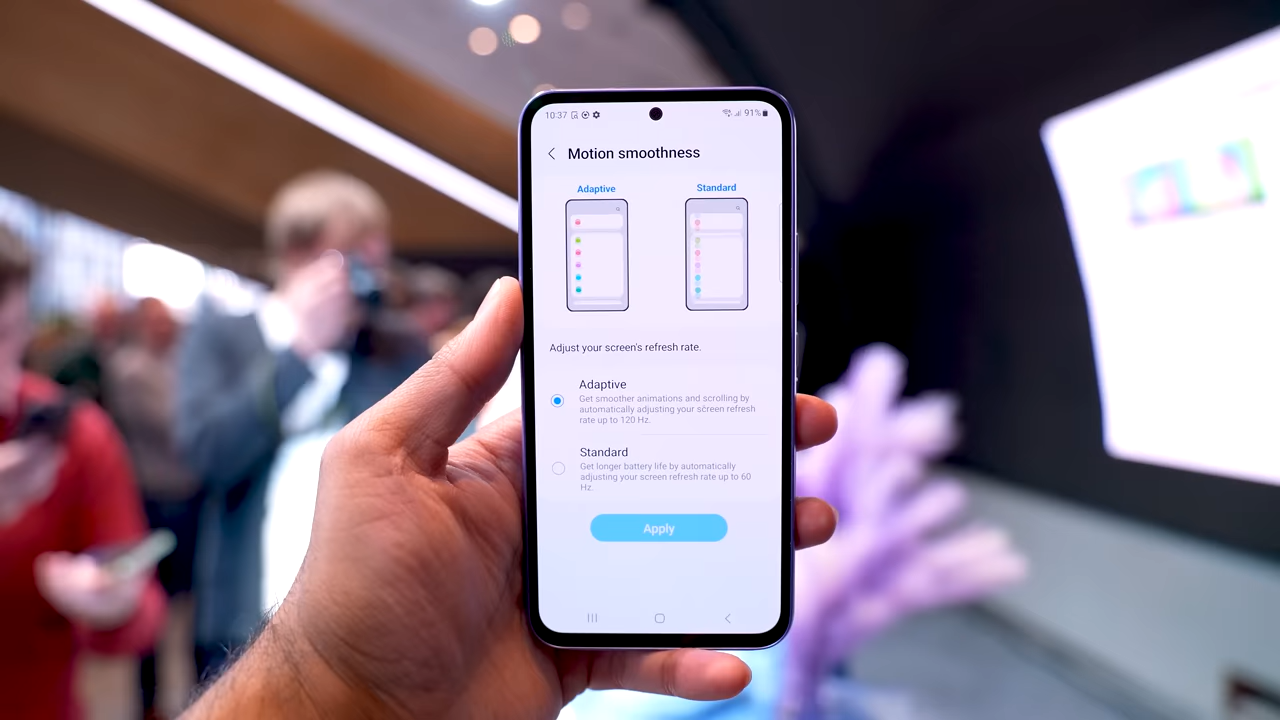 10:37 91%
Motion smoothness
Adaptive Standard
Adjust your screen's refresh rate.
Adaptive
Get smoother animations and scrolling by
automatically adjusting your screen refresh
rate up to 120 Hz.
Standard
Get longer battery life by automatically
adjusting your screen refresh rate up to 60
Hz.
Apply